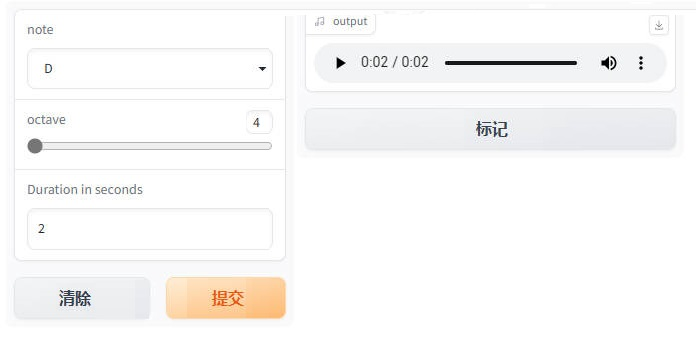 note
D
octave
4
Duration in seconds
2
清除
提交
output
0:02 / 0:02
标记